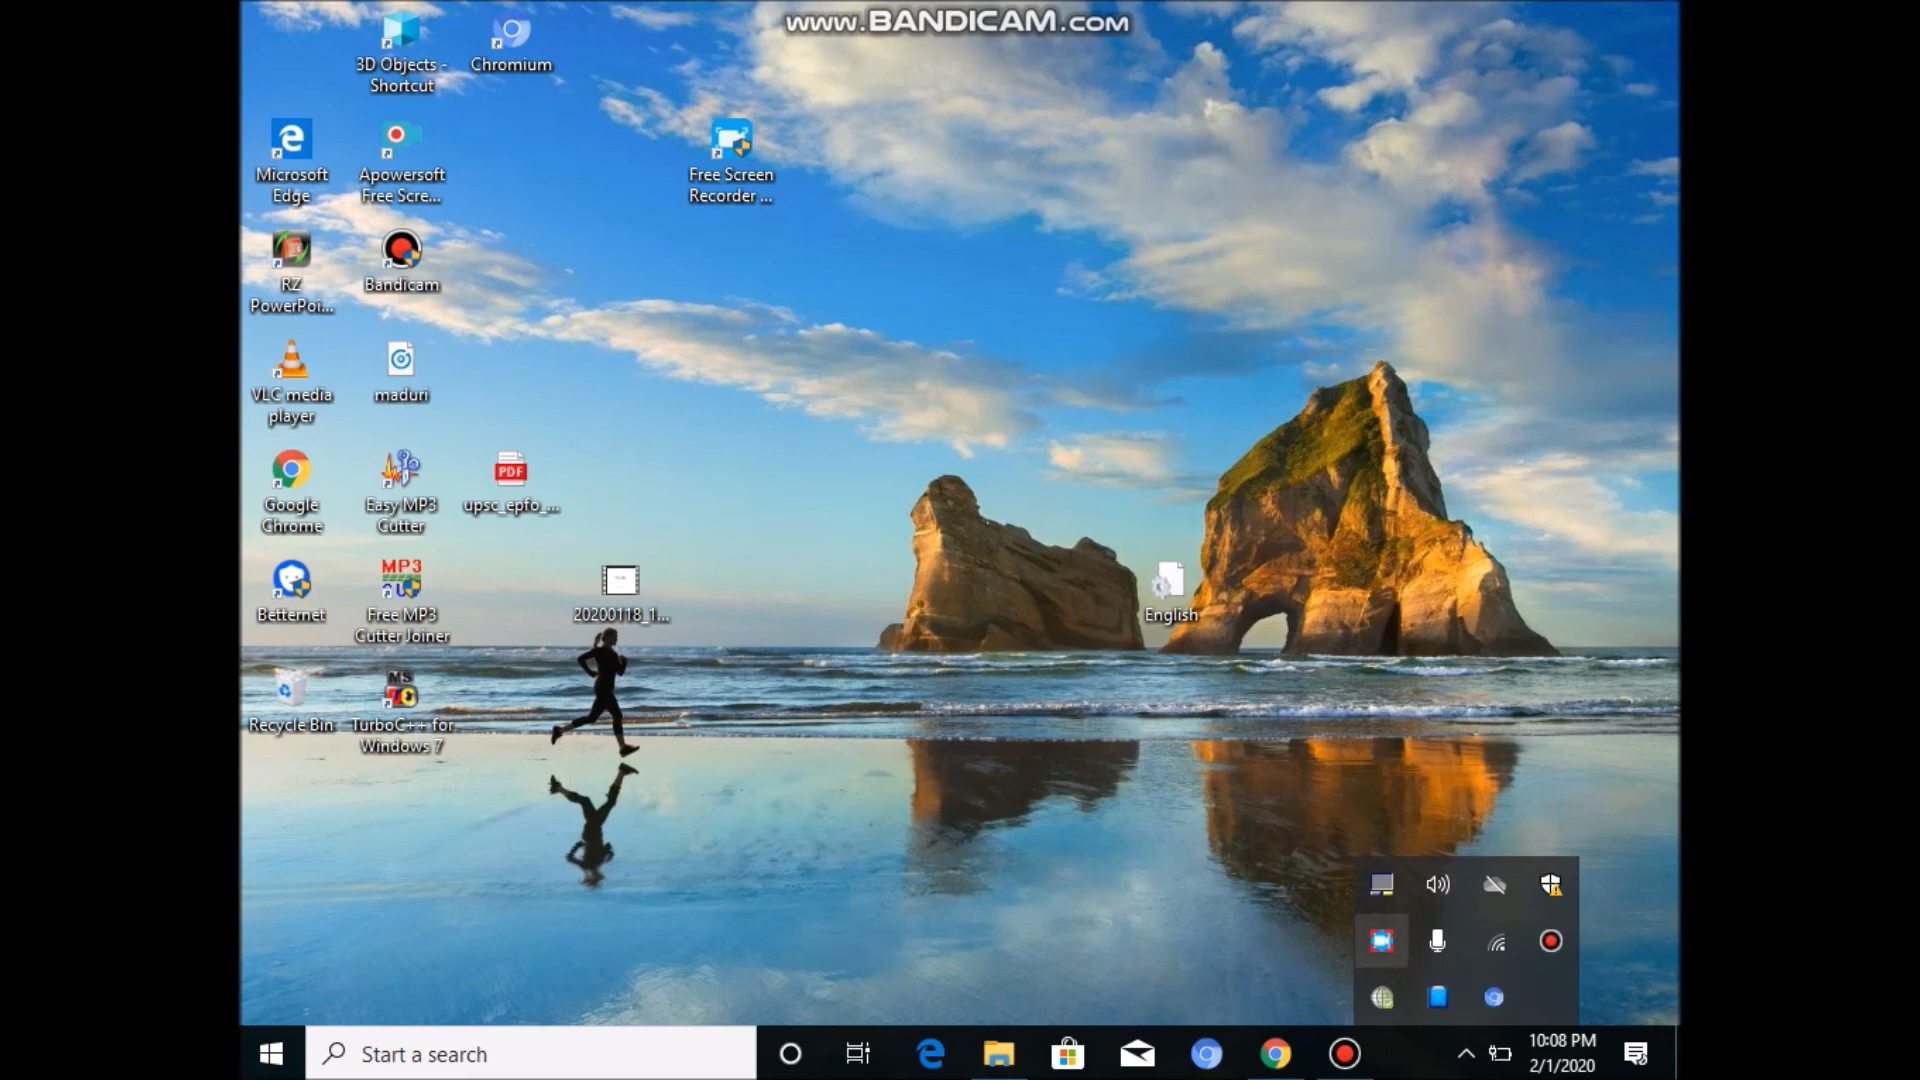 www.BANDICAM.com
3D Objects -
Shortcut
Chromium
Microsoft
Edge
Apowersoft
Free Scre...
Free Screen
Recorder ...
RZ
PowerPoi...
Bandicam
VLC media
player
maduri
Google
Chrome
Easy MP3
Cutter
PDF
upsc_epfo_...
Betternet
MP3
CUT
Free MP3
Cutter Joiner
20200118_1...
English
Recycle Bin
MS
TurboC++ for
Windows 7
Start a search
10:08 PM
2/1/2020